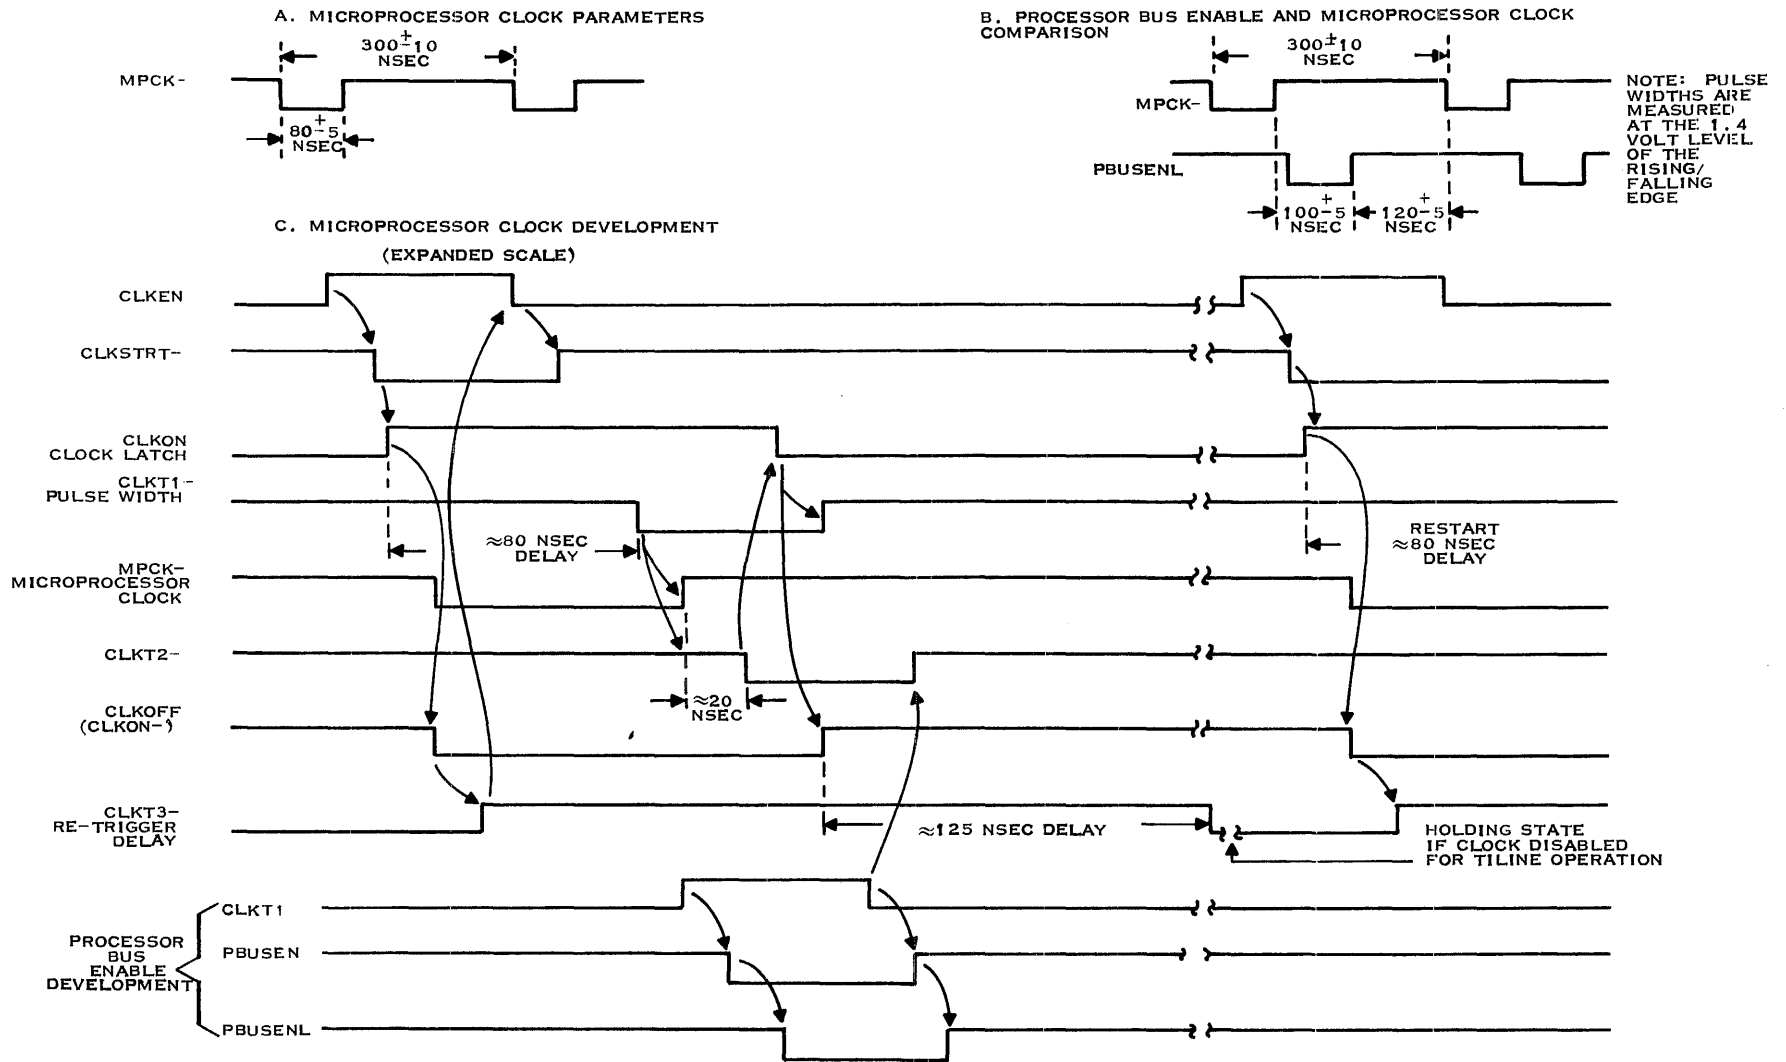 A. MICROPROCESSOR CLOCK PARAMETERS
300±10
NSEC
MPCK-
80±5
NSEC
B. PROCESSOR BUS ENABLE AND MICROPROCESSOR CLOCK
COMPARISON
300±10
NSEC
MPCK-
PBUSENL
100±5
NSEC
120±5
NSEC
NOTE: PULSE
WIDTHS ARE
MEASURED
AT THE 1.4
VOLT LEVEL
OF THE
RISING/
FALLING
EDGE
C. MICROPROCESSOR CLOCK DEVELOPMENT
(EXPANDED SCALE)
CLKEN
CLKSTRT-
CLKON
CLOCK LATCH
CLKT1-
PULSE WIDTH
≈80 NSEC
DELAY
RESTART
≈80 NSEC
DELAY
MPCK-
MICROPROCESSOR
CLOCK
CLKT2-
≈20
NSEC
CLKOFF
(CLKON-)
CLKT3-
RE-TRIGGER
DELAY
≈125 NSEC DELAY
HOLDING STATE
IF CLOCK DISABLED
FOR TILINE OPERATION
PROCESSOR
BUS
ENABLE
DEVELOPMENT
CLKT1
PBUSEN
PBUSENL